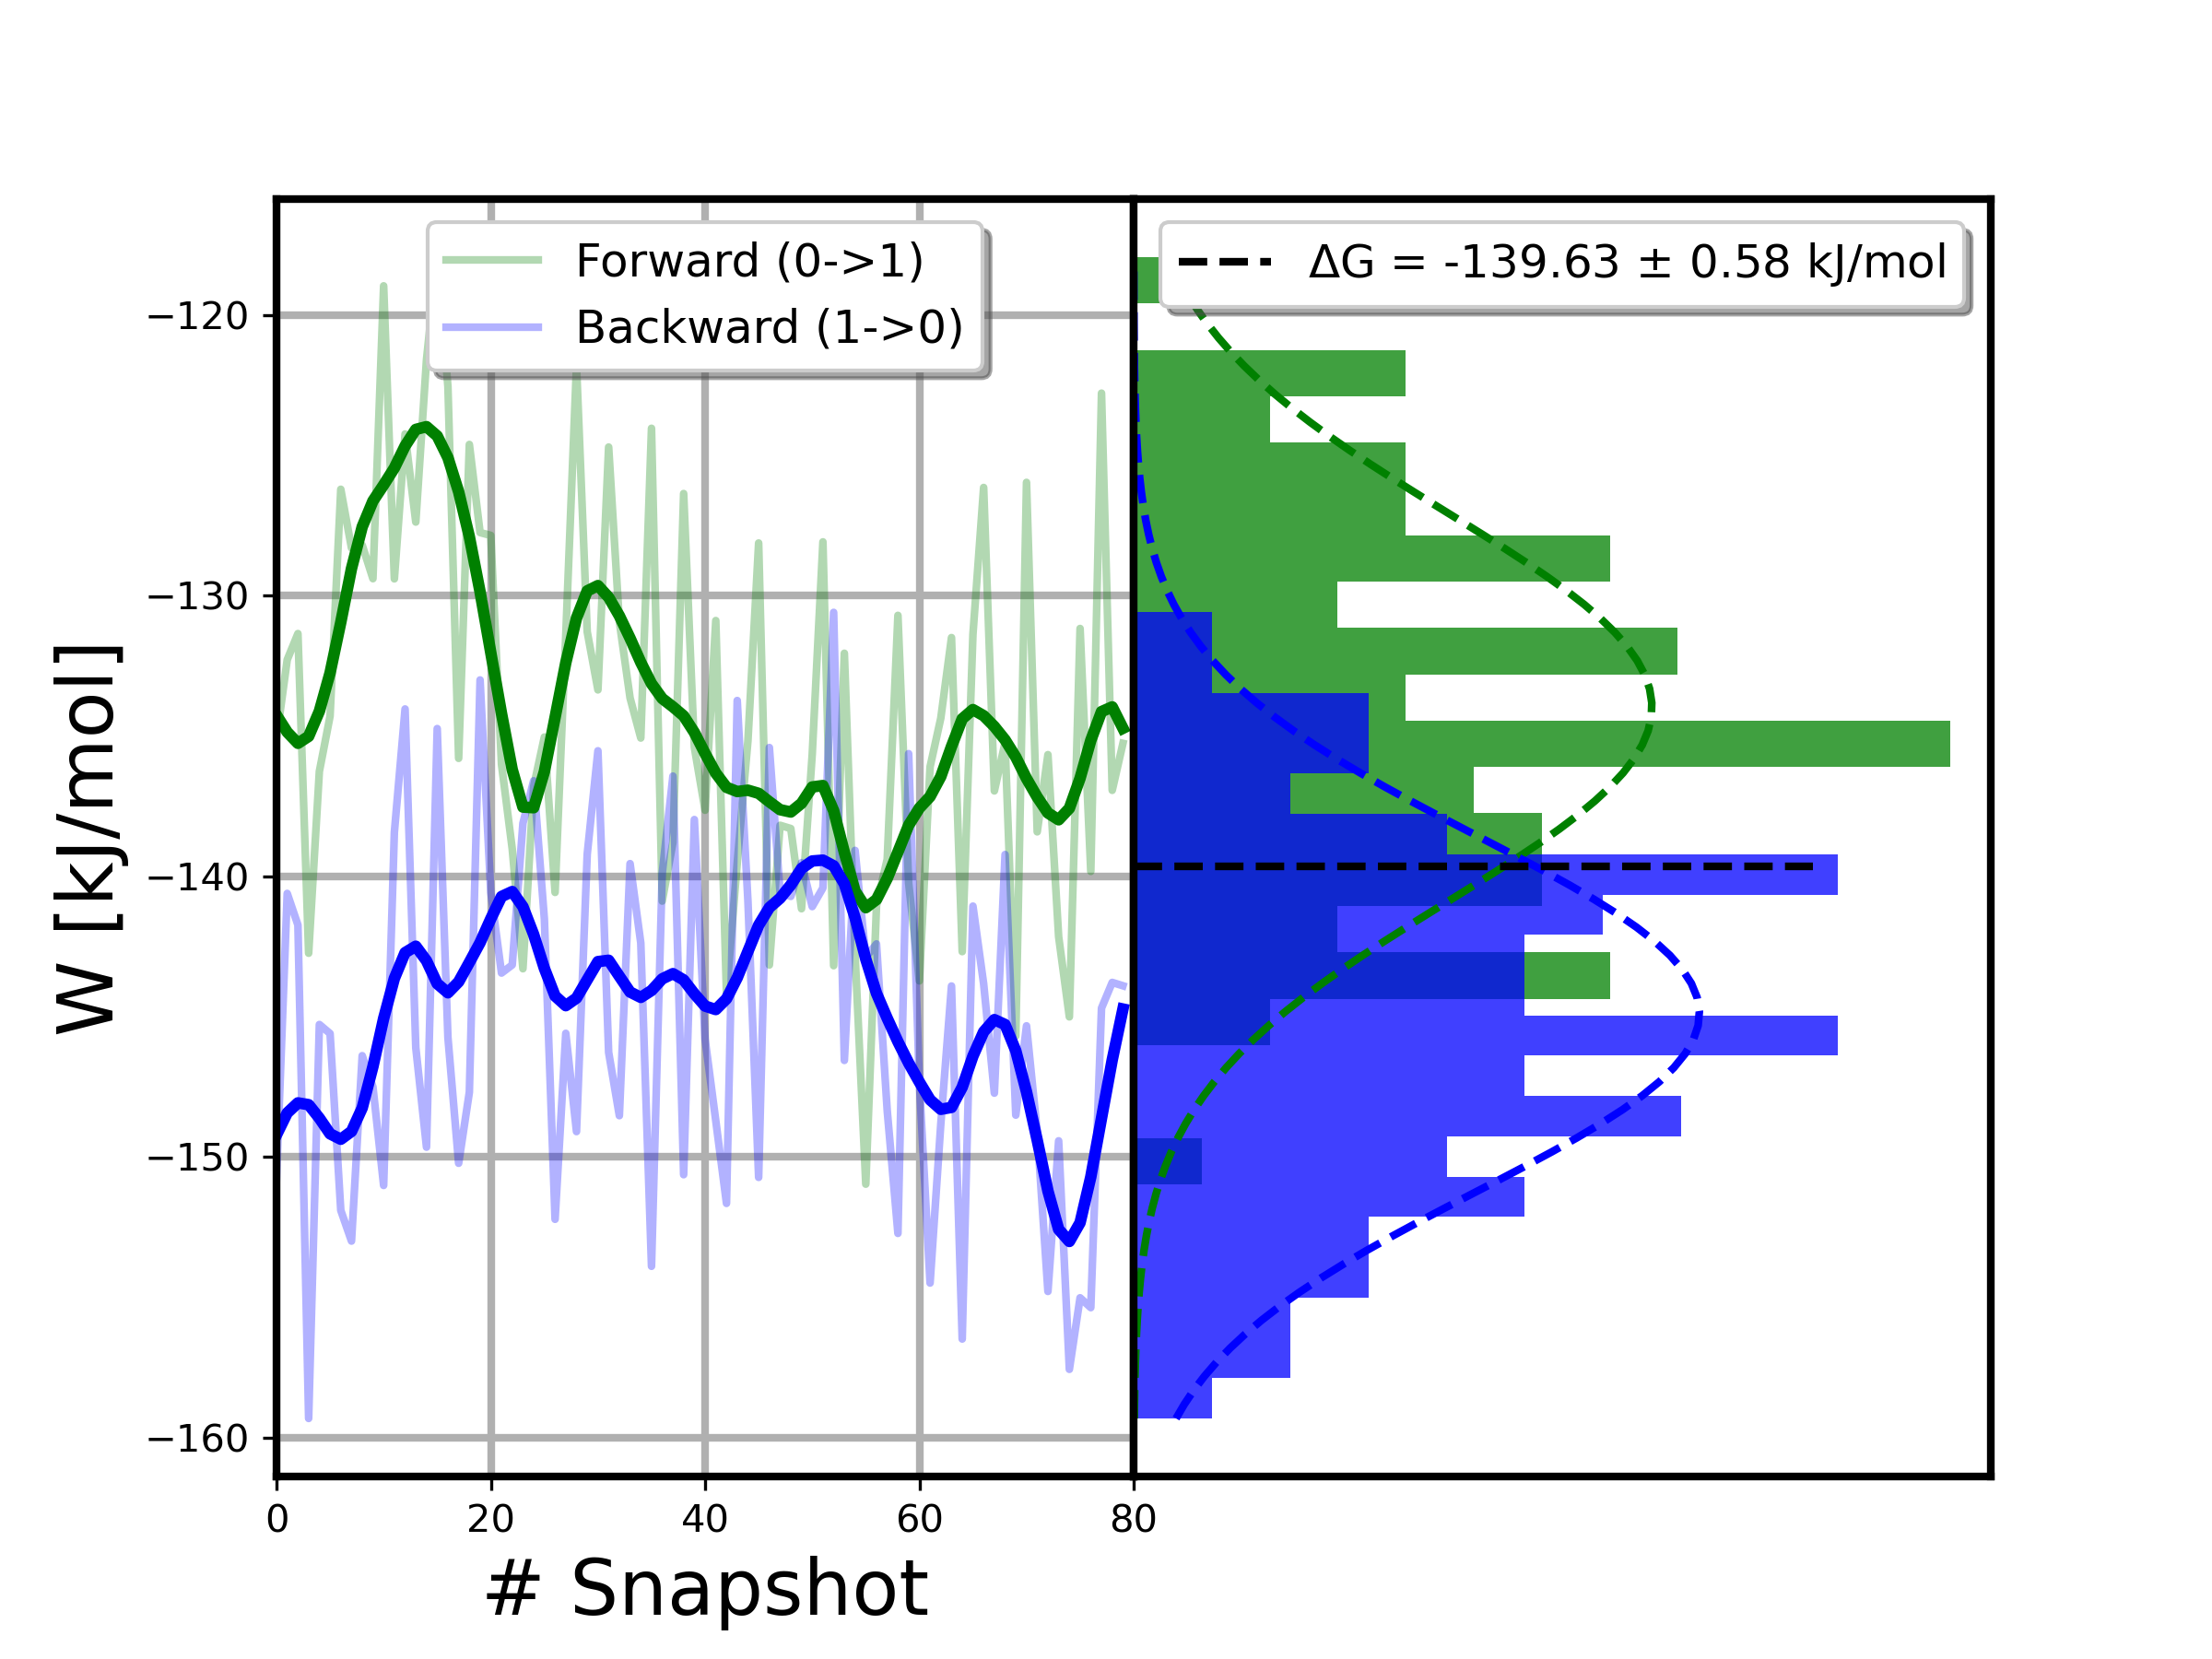 Forward (0->1)
Backward (1->0)
ΔG = -139.63 ± 0.58 kJ/mol
W [kJ/mol]
−120
−130
−140
−150
−160
0 20 40 60 80
# Snapshot